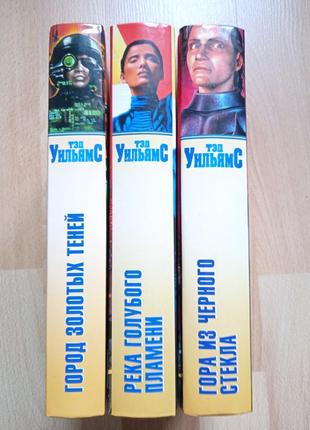 ТЭД
УИЛЬЯМС
ГОРОД ЗОЛОТЫХ ТЕНЕЙ
ТЭД
УИЛЬЯМС
РЕКА ГОЛУБОГО
ПЛАМЕНИ
ТЭД
УИЛЬЯМС
ГОРА ИЗ ЧЕРНОГО
СТЕКЛА